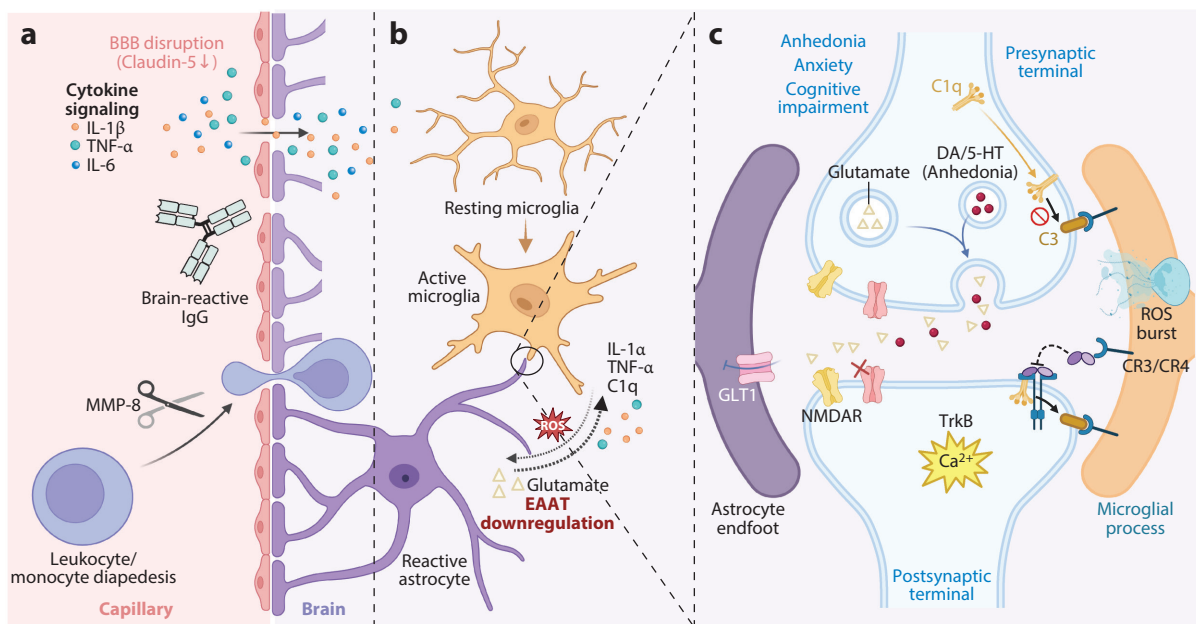 a
BBB disruption
(Claudin-5↓)
Cytokine
signaling
IL-1β
TNF-α
IL-6
Brain-reactive
IgG
MMP-8
Leukocyte/
monocyte diapedesis
Capillary
Brain
b
Resting microglia
Active
microglia
IL-1α
TNF-α
C1q
ROS
Glutamate
EAAT
downregulation
Reactive
astrocyte
c
Anhedonia
Anxiety
Cognitive
impairment
Presynaptic
terminal
C1q
DA/5-HT
(Anhedonia)
Glutamate
C3
ROS
burst
CR3/CR4
GLT1
NMDAR
TrkB
Ca²⁺
Astrocyte
endfoot
Microglial
process
Postsynaptic
terminal